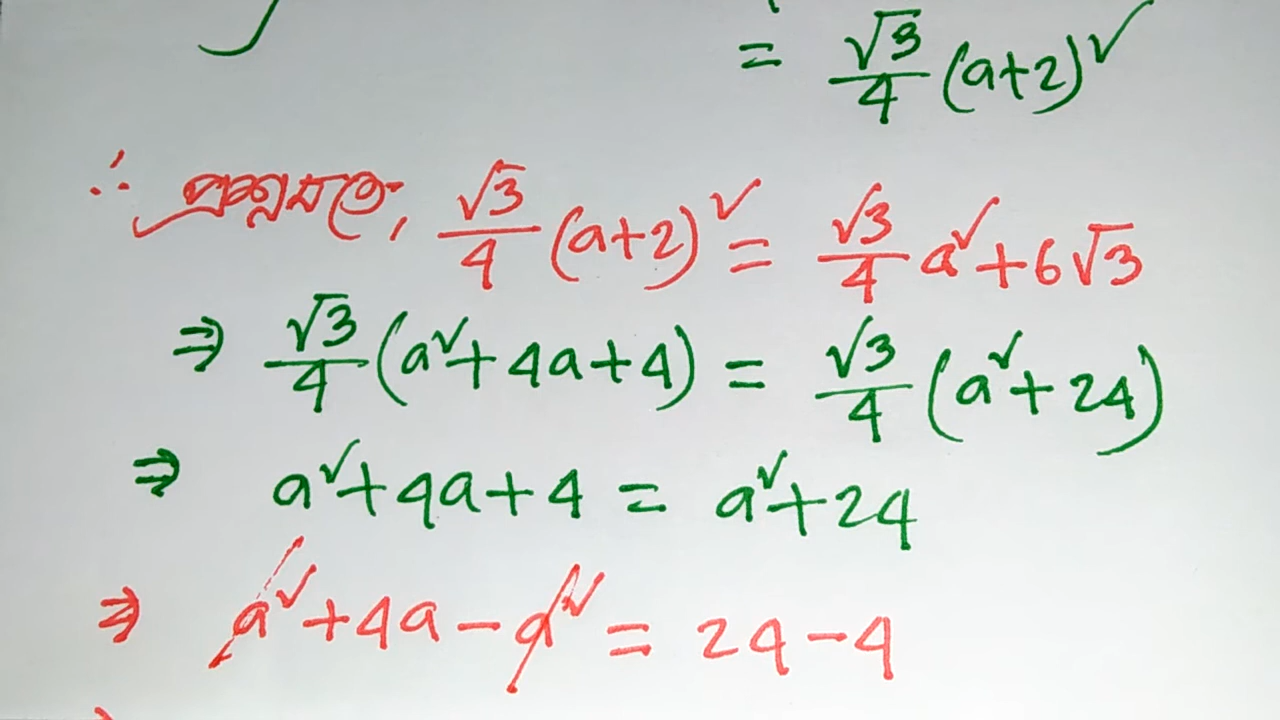 = √3/4 (a+2)²
∴ প্রশ্নমতে, √3/4 (a+2)² = √3/4 a² + 6√3
⇒ √3/4 (a² + 4a + 4) = √3/4 (a² + 24)
⇒ a² + 4a + 4 = a² + 24
⇒ a² + 4a - a² = 24 - 4